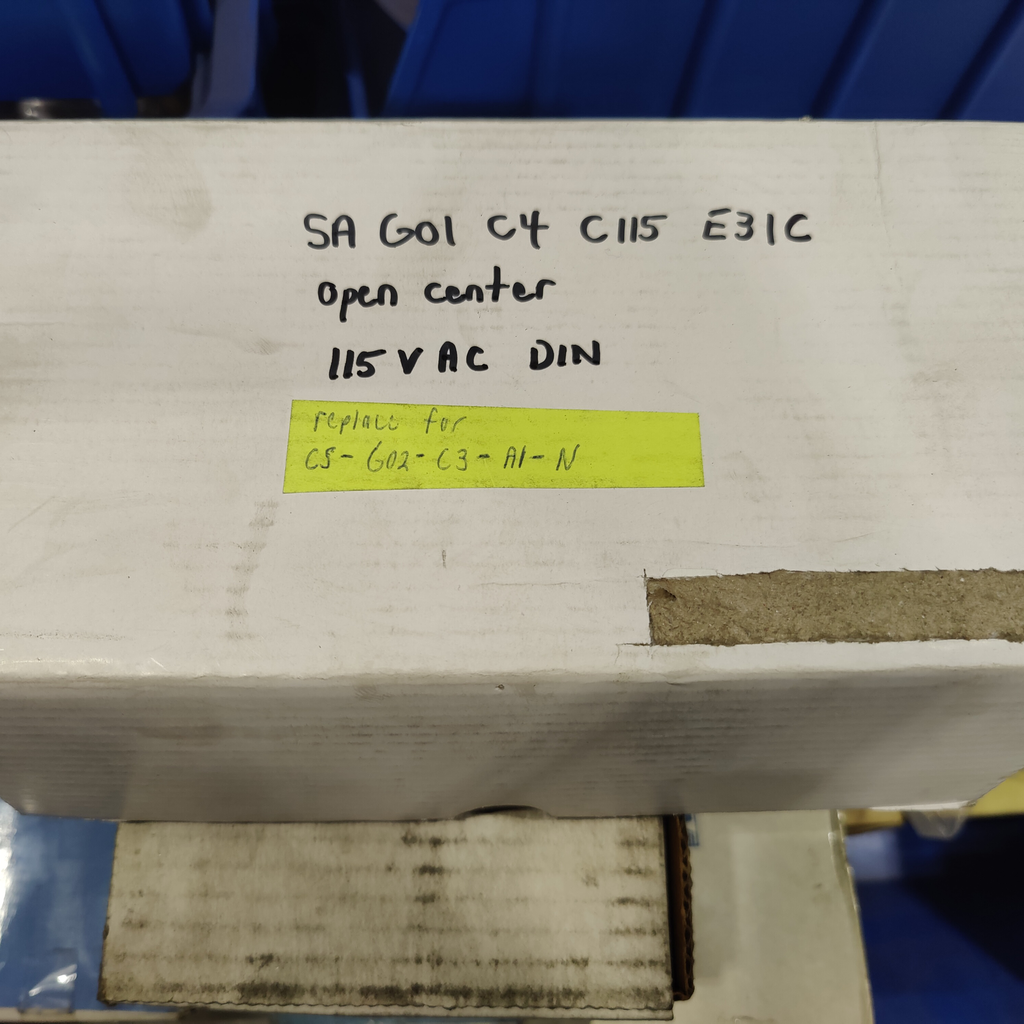 SA G01 C4 C115 E31C
open center
115 V AC DIN
replace for
CS-G02-C3-A1-N